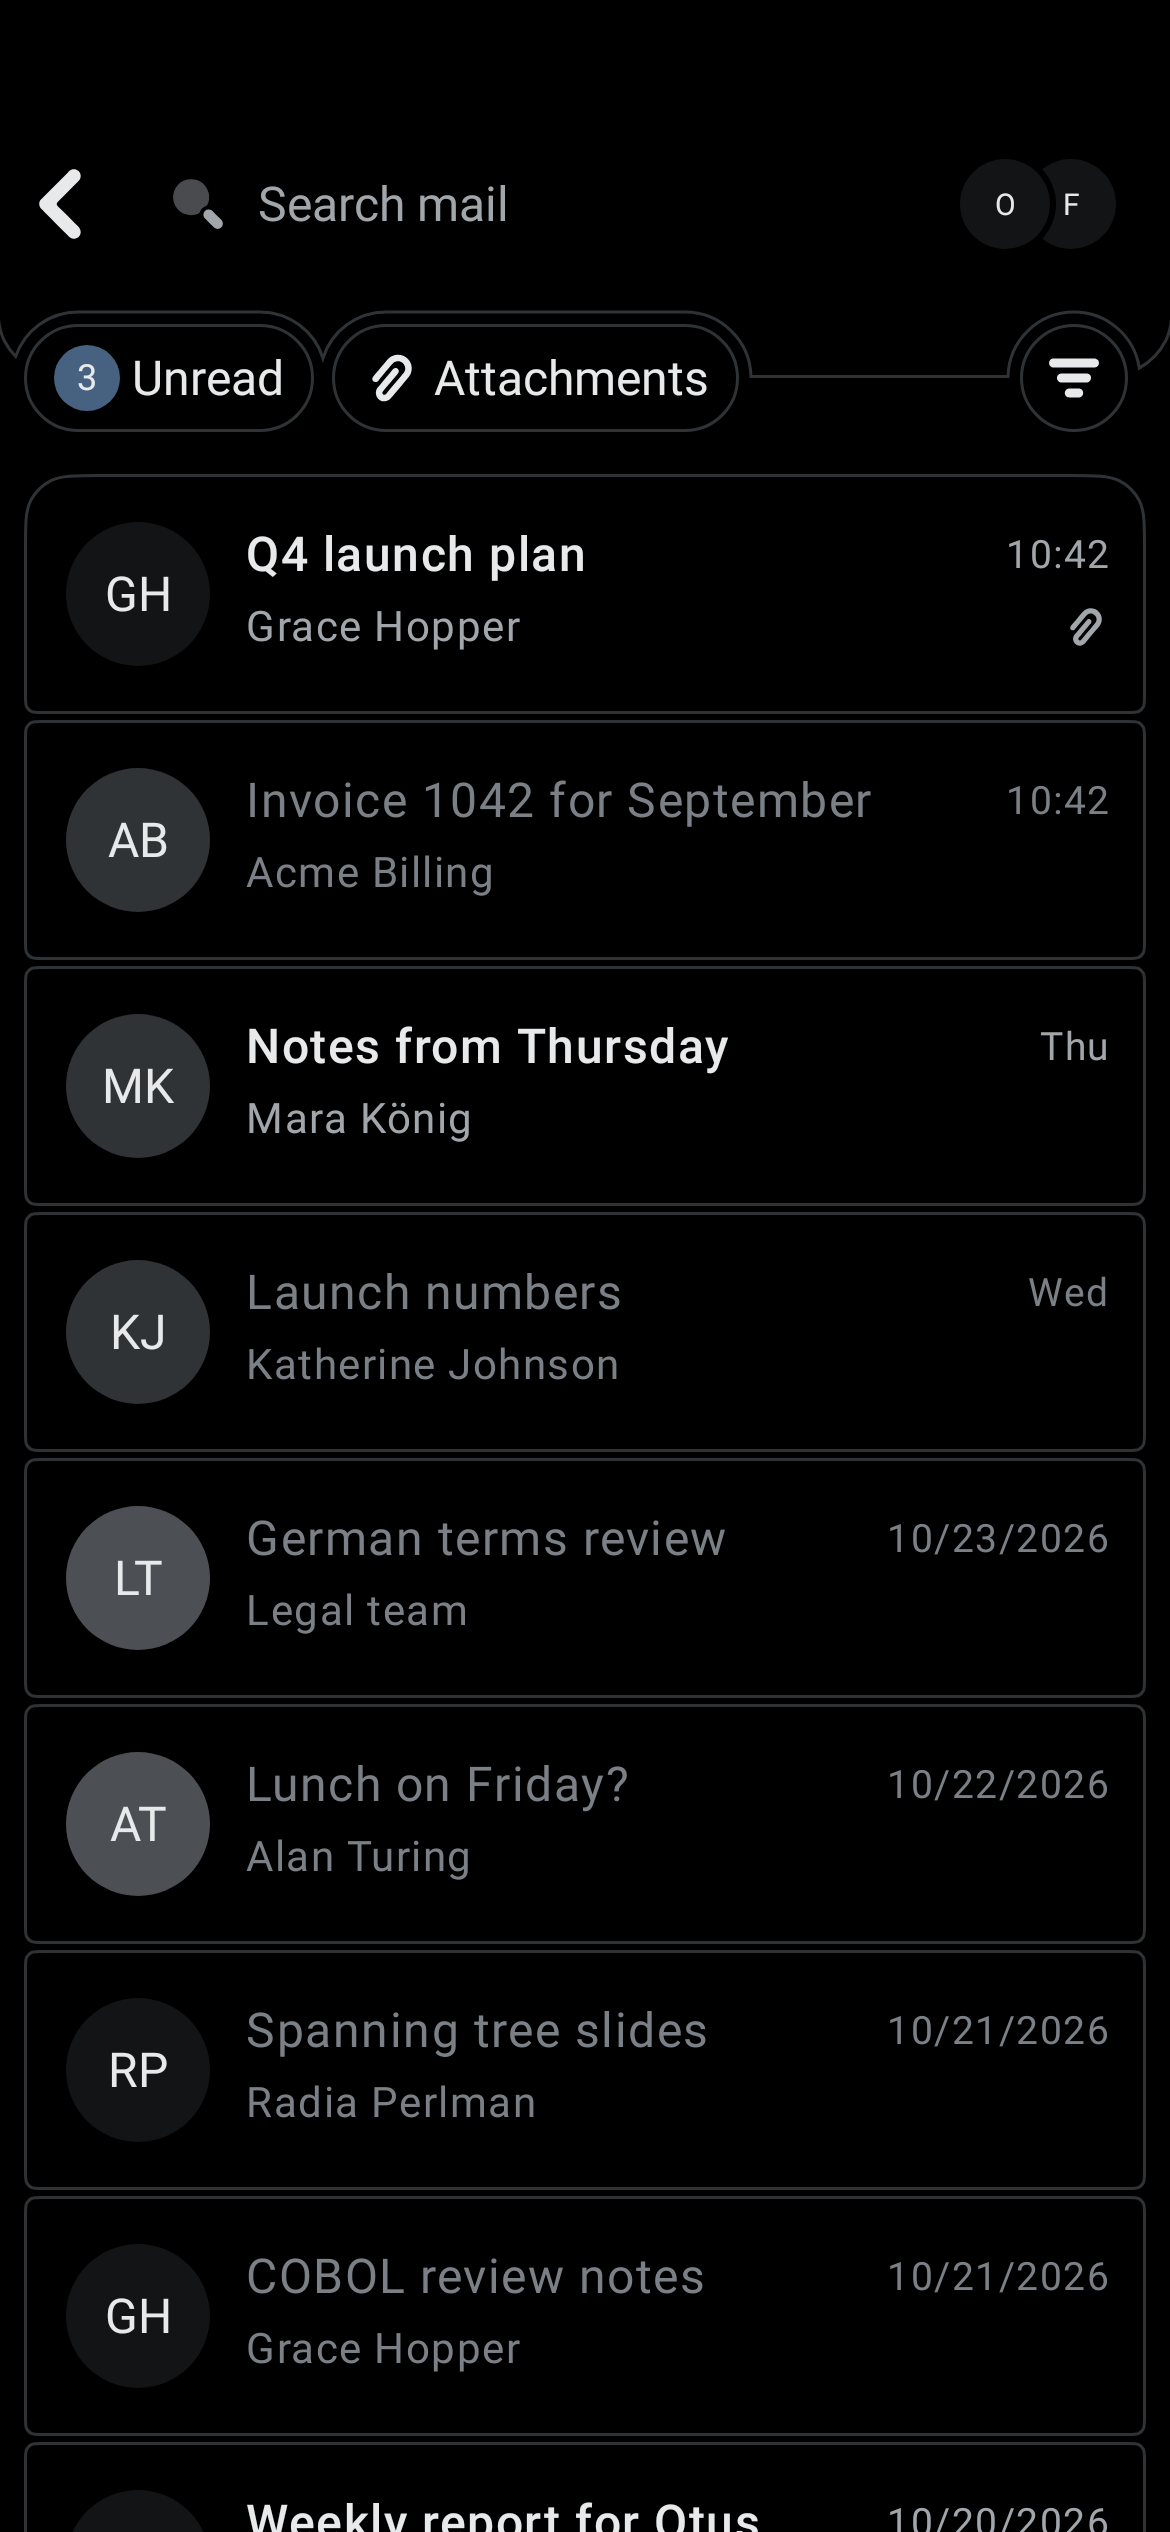 Search mail
O F
3 Unread
Attachments
GH
Q4 launch plan
10:42
Grace Hopper
AB
Invoice 1042 for September
10:42
Acme Billing
MK
Notes from Thursday
Thu
Mara König
KJ
Launch numbers
Wed
Katherine Johnson
LT
German terms review
10/23/2026
Legal team
AT
Lunch on Friday?
10/22/2026
Alan Turing
RP
Spanning tree slides
10/21/2026
Radia Perlman
GH
COBOL review notes
10/21/2026
Grace Hopper
Weekly report for Otus
10/20/2026